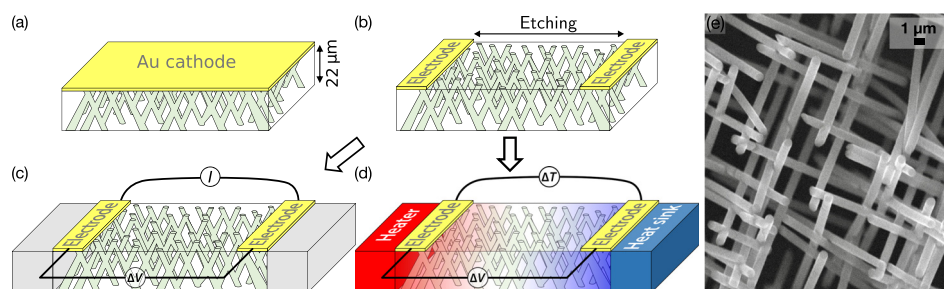 (a)
Au cathode
22 μm
(b)
Etching
Electrode
Electrode
(c)
I
Electrode
Electrode
ΔV
(d)
ΔT
Heater
Electrode
Electrode
Heat sink
ΔV
(e)
1 μm